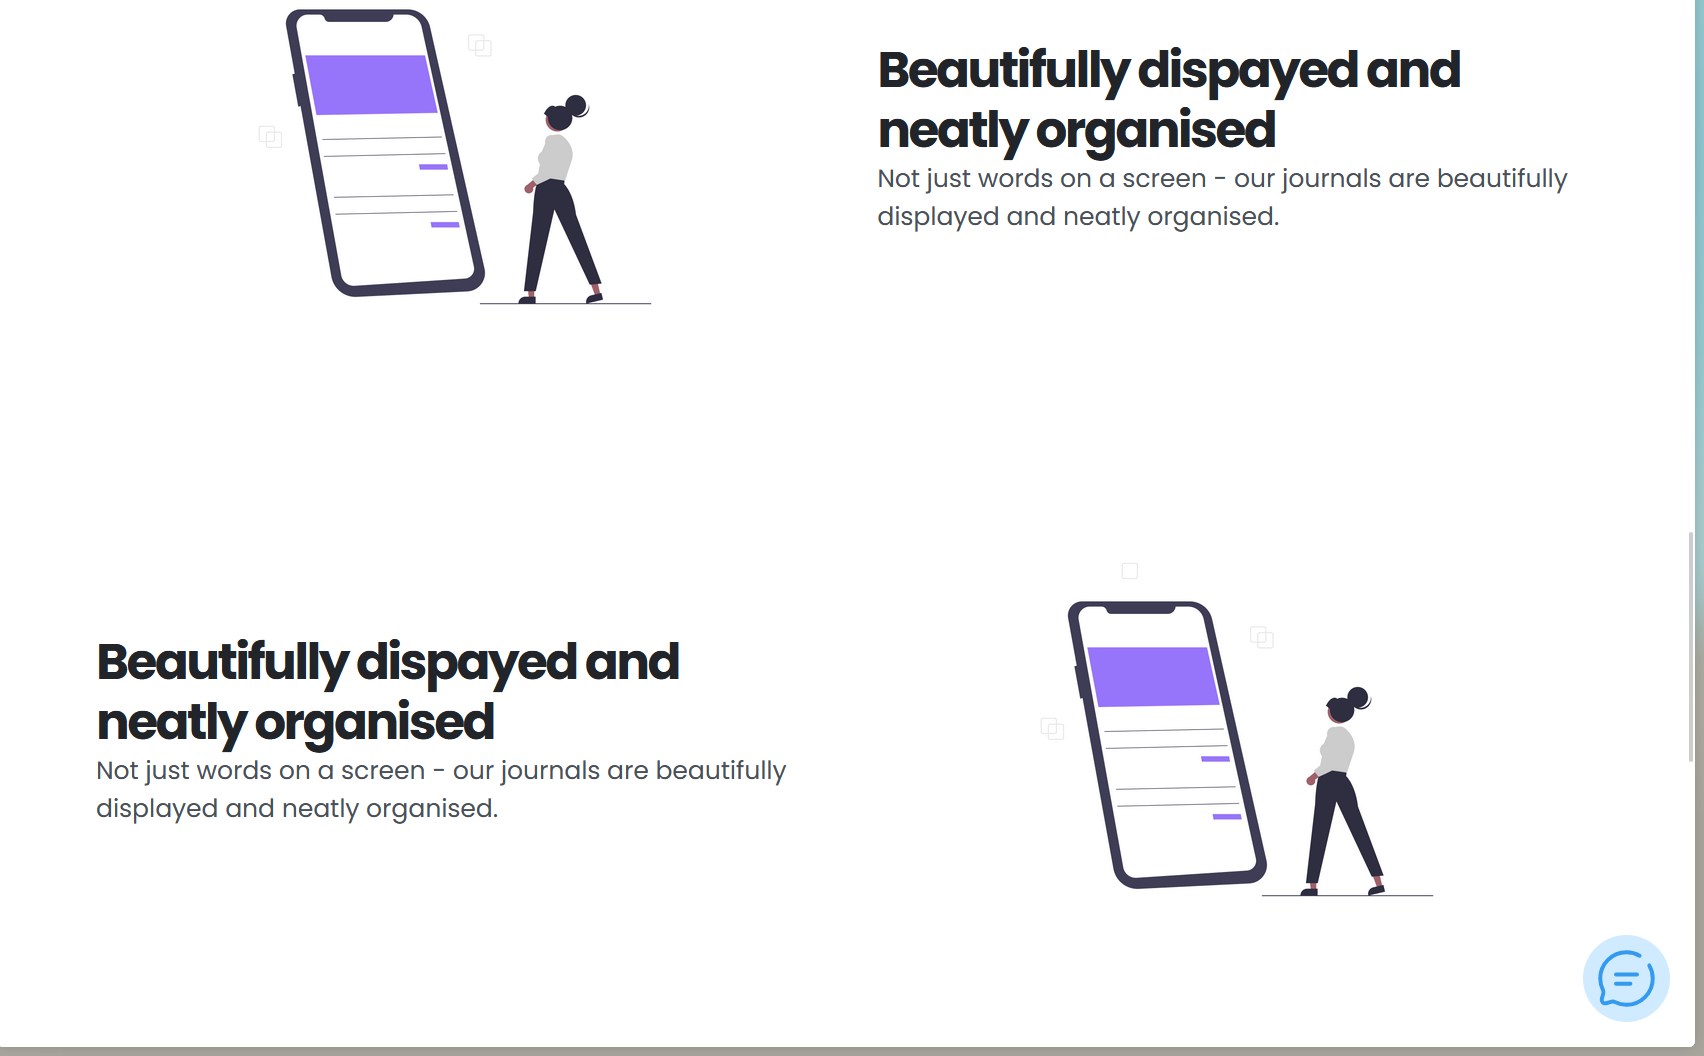 Beautifully dispayed and
neatly organised
Not just words on a screen - our journals are beautifully
displayed and neatly organised.
Beautifully dispayed and
neatly organised
Not just words on a screen - our journals are beautifully
displayed and neatly organised.